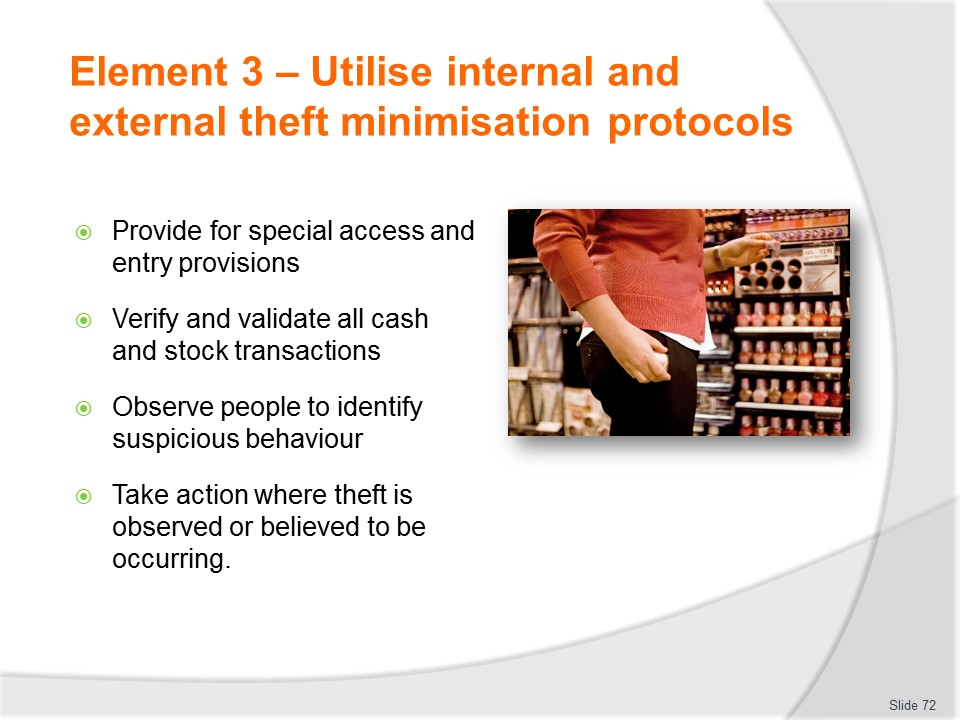 Element 3 – Utilise internal and
external theft minimisation protocols
Provide for special access and
entry provisions
Verify and validate all cash
and stock transactions
Observe people to identify
suspicious behaviour
Take action where theft is
observed or believed to be
occurring.
Slide 72